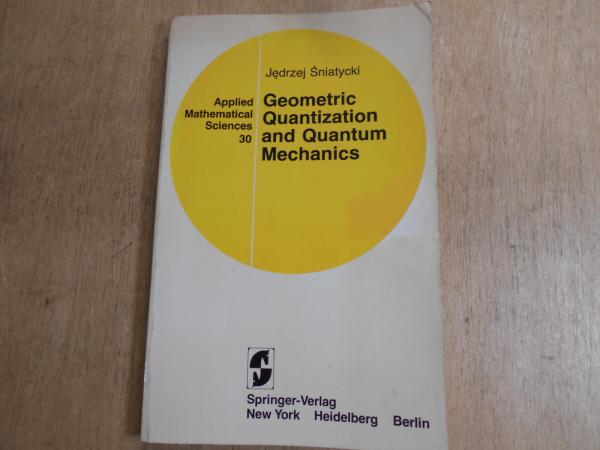 Jędrzej Śniatycki
Applied
Mathematical
Sciences
30
Geometric
Quantization
and Quantum
Mechanics
Springer-Verlag
New York Heidelberg Berlin